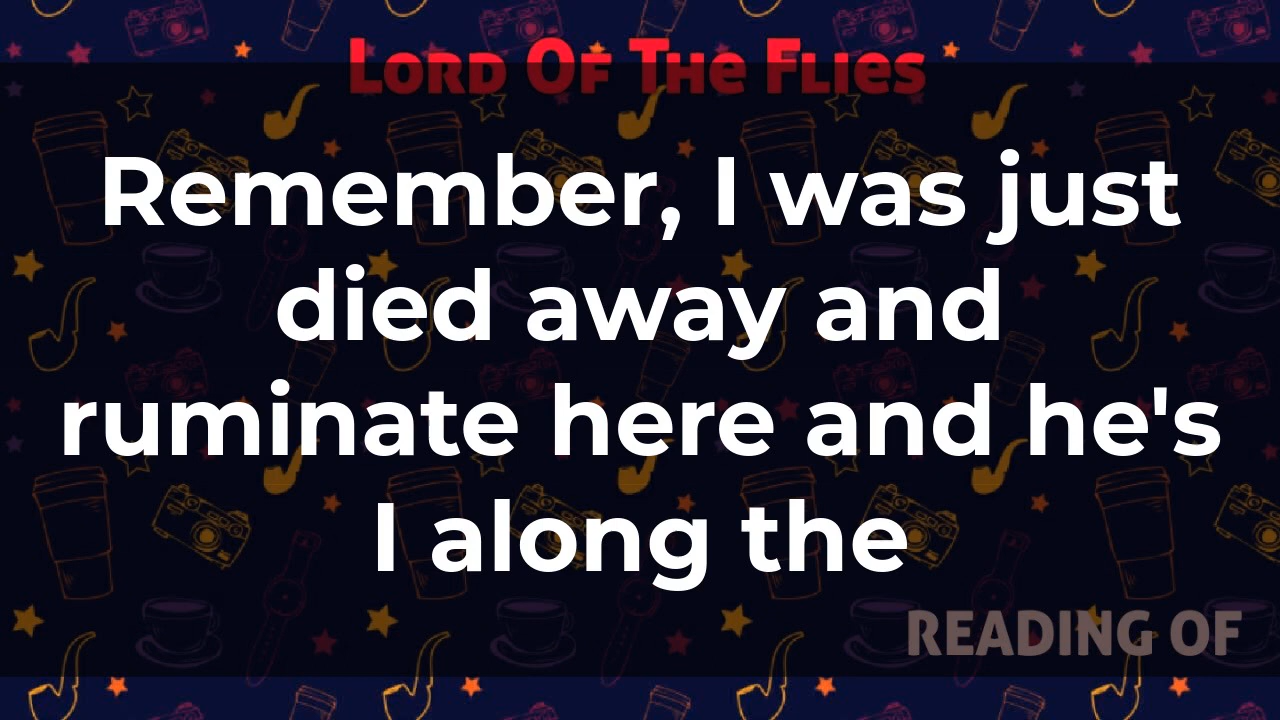 Lord Of The Flies
Remember, I was just
died away and
ruminate here and he's
I along the
READING OF